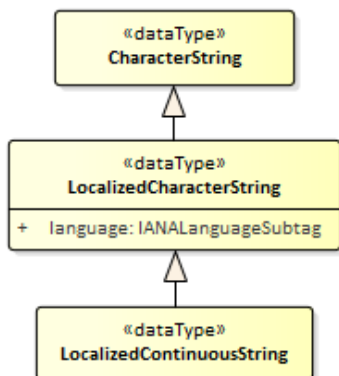 «dataType»
CharacterString
«dataType»
LocalizedCharacterString
+ language: IANALanguageSubtag
«dataType»
LocalizedContinuousString